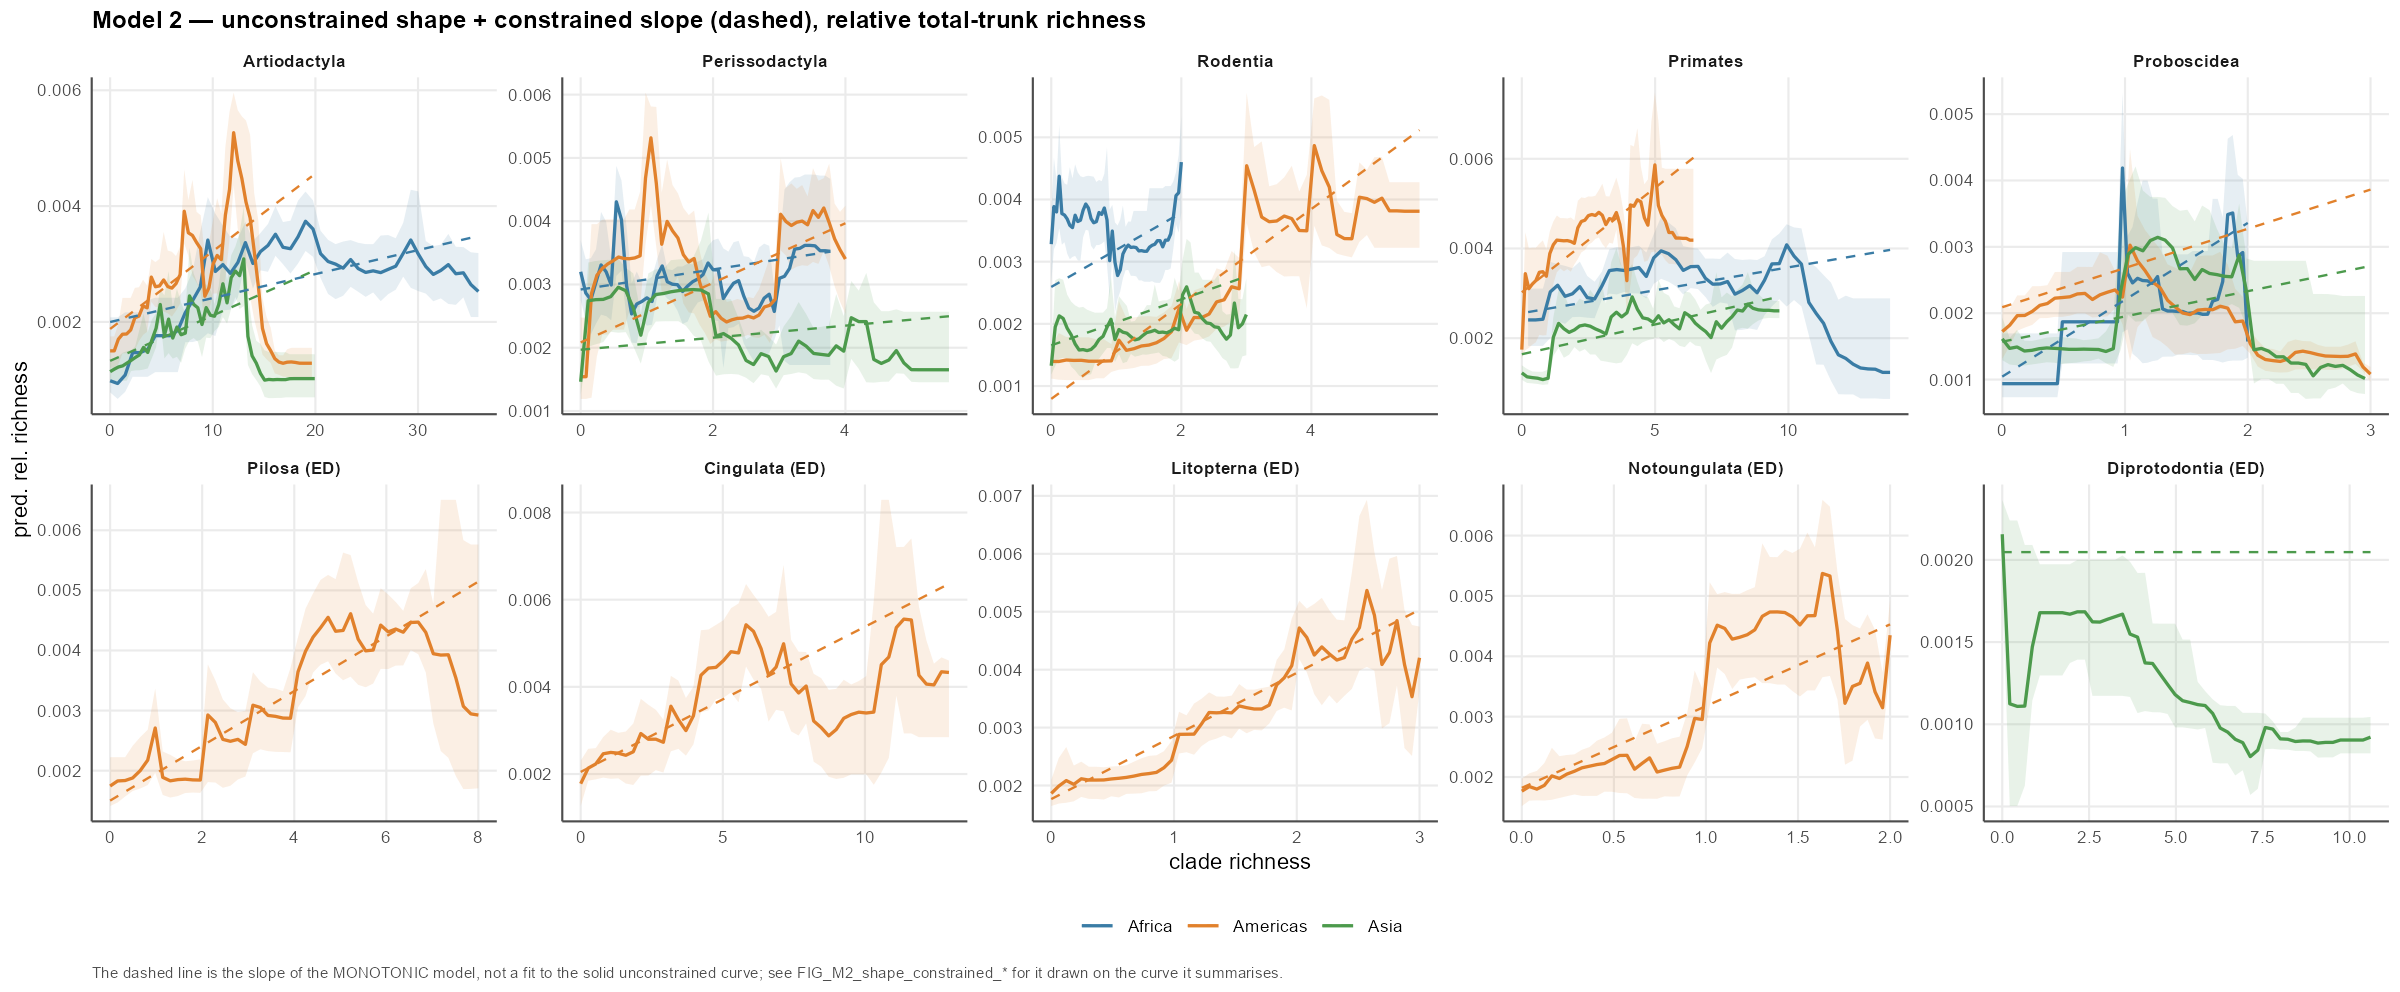 Model 2 — unconstrained shape + constrained slope (dashed), relative total-trunk richness
Artiodactyla
Perissodactyla
Rodentia
Primates
Proboscidea
0.006
0.004
0.002
0 10 20 30
0.006
0.005
0.004
0.003
0.002
0.001
0 2 4
0.005
0.004
0.003
0.002
0.001
0 2 4
0.006
0.004
0.002
0 5 10
0.005
0.004
0.003
0.002
0.001
0 1 2 3
pred. rel. richness
Pilosa (ED)
Cingulata (ED)
Litopterna (ED)
Notoungulata (ED)
Diprotodontia (ED)
0.006
0.005
0.004
0.003
0.002
0 2 4 6 8
0.008
0.006
0.004
0.002
0 5 10
0.007
0.006
0.005
0.004
0.003
0.002
0 1 2 3
0.006
0.005
0.004
0.003
0.002
0.0 0.5 1.0 1.5 2.0
0.0020
0.0015
0.0010
0.0005
0.0 2.5 5.0 7.5 10.0
clade richness
Africa Americas Asia
The dashed line is the slope of the MONOTONIC model, not a fit to the solid unconstrained curve; see FIG_M2_shape_constrained_* for it drawn on the curve it summarises.